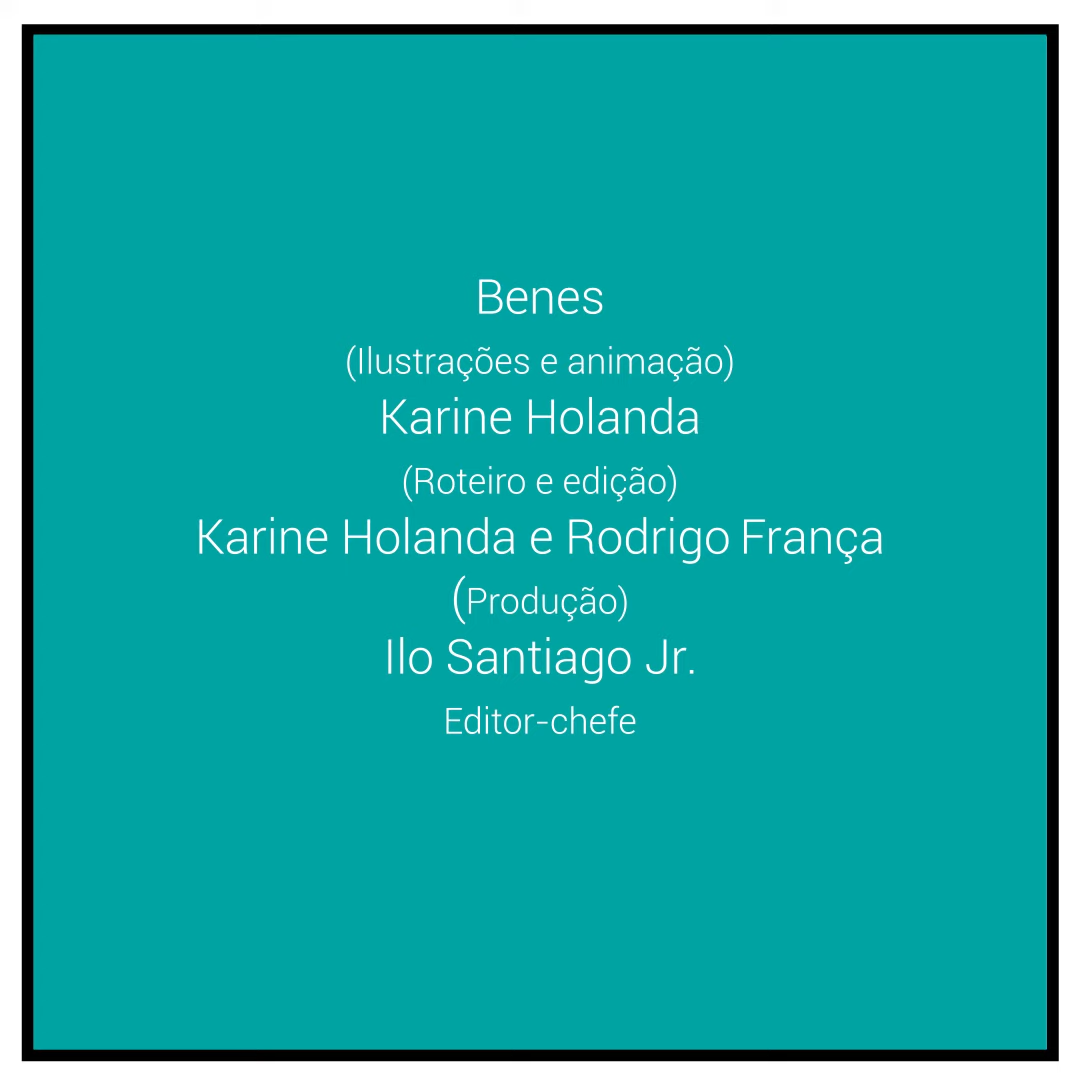 Benes
(Ilustrações e animação)
Karine Holanda
(Roteiro e edição)
Karine Holanda e Rodrigo França
(Produção)
Ilo Santiago Jr.
Editor-chefe